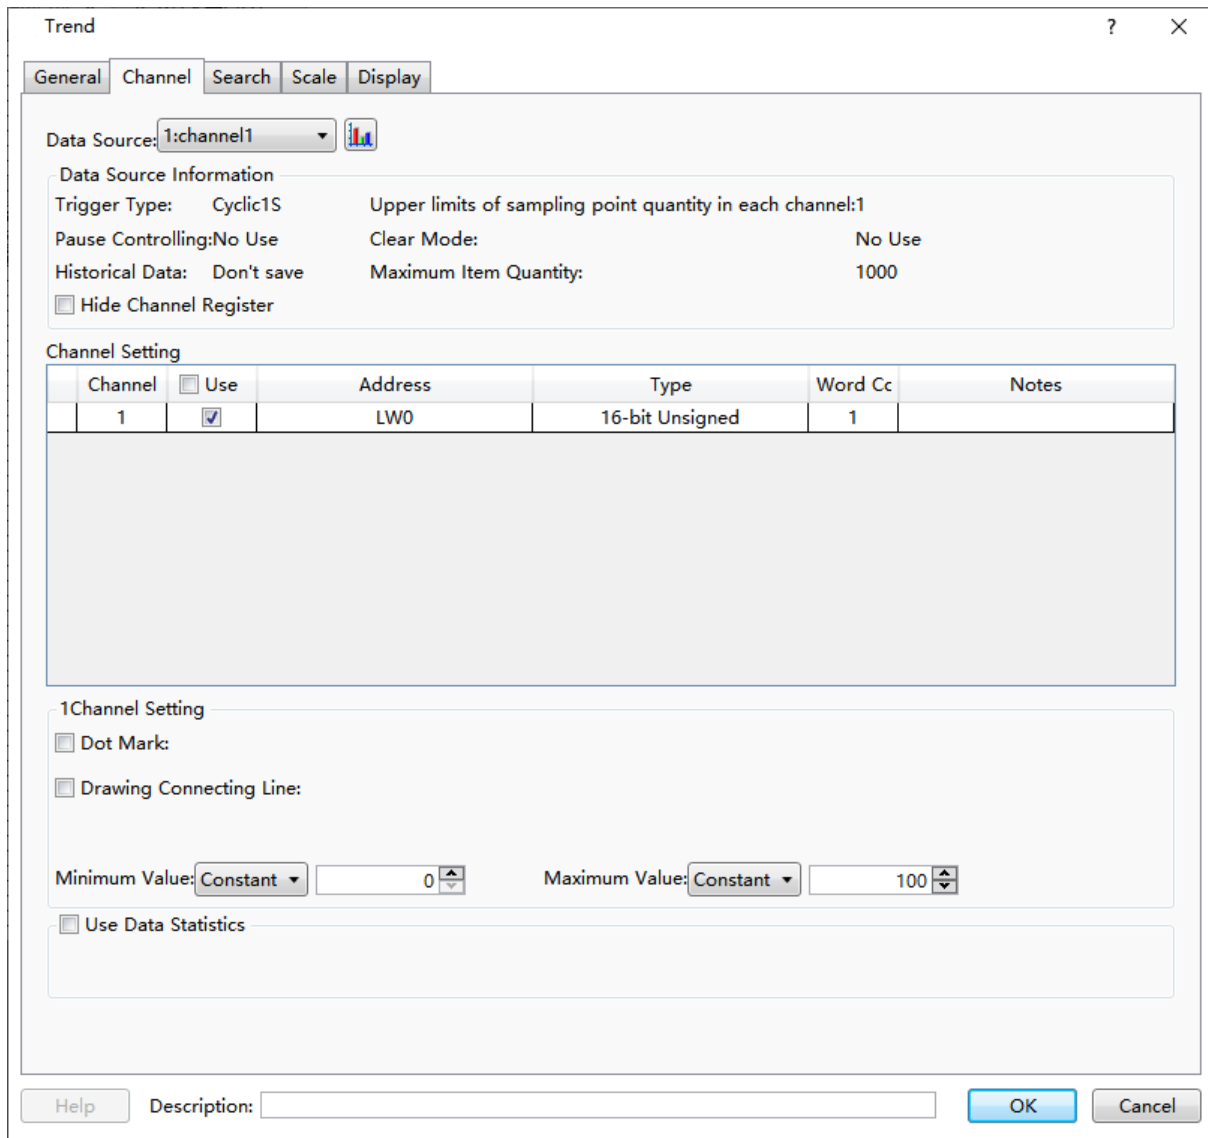 Trend ?
General Channel Search Scale Display
Data Source: 1:channel1
Data Source Information
Trigger Type: Cyclic1S Upper limits of sampling point quantity in each channel:1
Pause Controlling:No Use Clear Mode: No Use
Historical Data: Don't save Maximum Item Quantity: 1000
Hide Channel Register
Channel Setting
Channel Use Address Type Word Cc Notes
1 LW0 16-bit Unsigned 1
1Channel Setting
Dot Mark:
Drawing Connecting Line:
Minimum Value: Constant 0 Maximum Value: Constant 100
Use Data Statistics
Help Description: OK Cancel